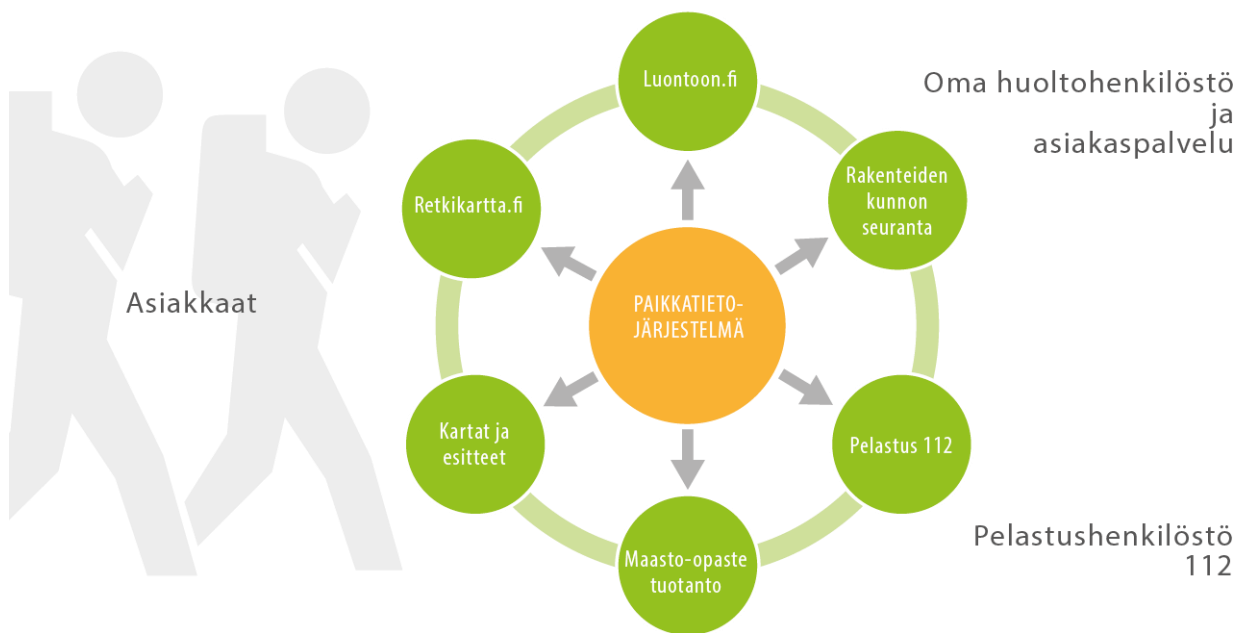 Luontoon.fi
Oma huoltohenkilöstö
ja
asiakaspalvelu
Retkikartta.fi
Rakenteiden
kunnon
seuranta
Asiakkaat
PAIKKATIETO-
JÄRJESTELMÄ
Kartat ja
esitteet
Pelastus 112
Maasto-opaste
tuotanto
Pelastushenkilöstö
112